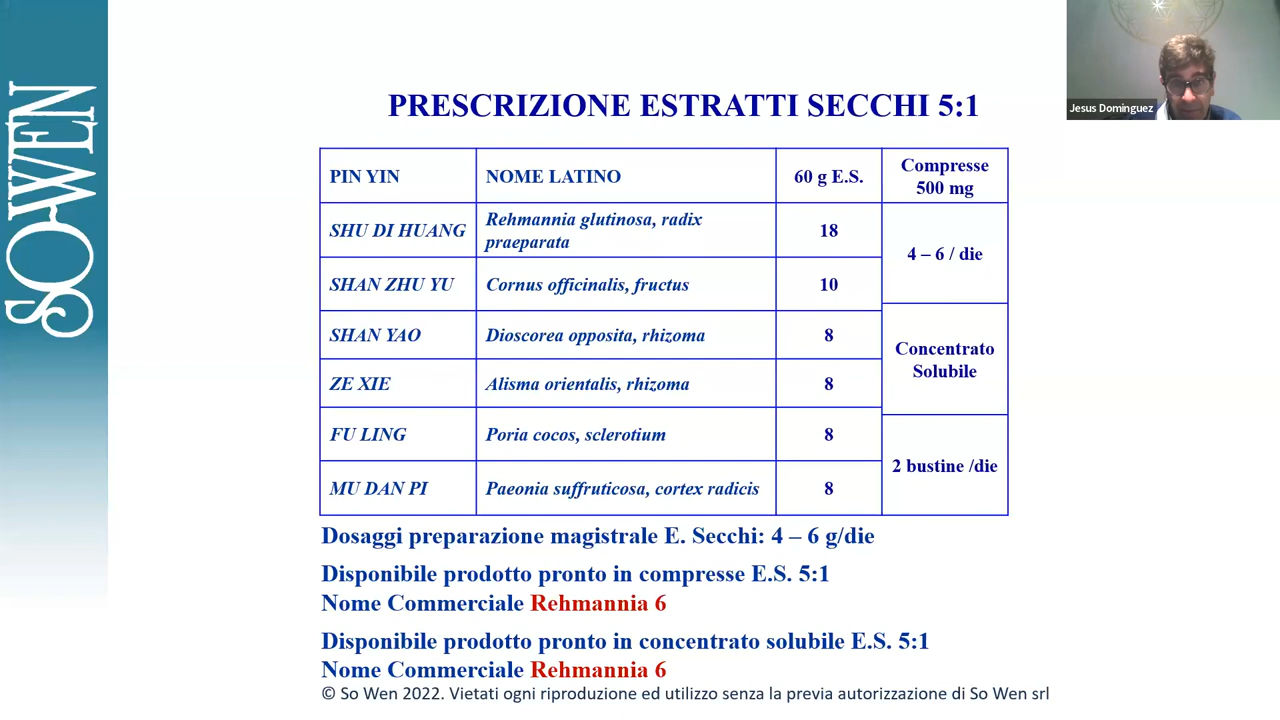 SOWEN
Jesus Dominguez
PRESCRIZIONE ESTRATTI SECCHI 5:1
PIN YIN NOME LATINO 60 g E.S. Compresse
500 mg
SHU DI HUANG Rehmannia glutinosa, radix
praeparata 18
4 – 6 / die
SHAN ZHU YU Cornus officinalis, fructus 10
SHAN YAO Dioscorea opposita, rhizoma 8
Concentrato
Solubile
ZE XIE Alisma orientalis, rhizoma 8
FU LING Poria cocos, sclerotium 8
2 bustine /die
MU DAN PI Paeonia suffruticosa, cortex radicis 8
Dosaggi preparazione magistrale E. Secchi: 4 – 6 g/die
Disponibile prodotto pronto in compresse E.S. 5:1
Nome Commerciale Rehmannia 6
Disponibile prodotto pronto in concentrato solubile E.S. 5:1
Nome Commerciale Rehmannia 6
© So Wen 2022. Vietati ogni riproduzione ed utilizzo senza la previa autorizzazione di So Wen srl